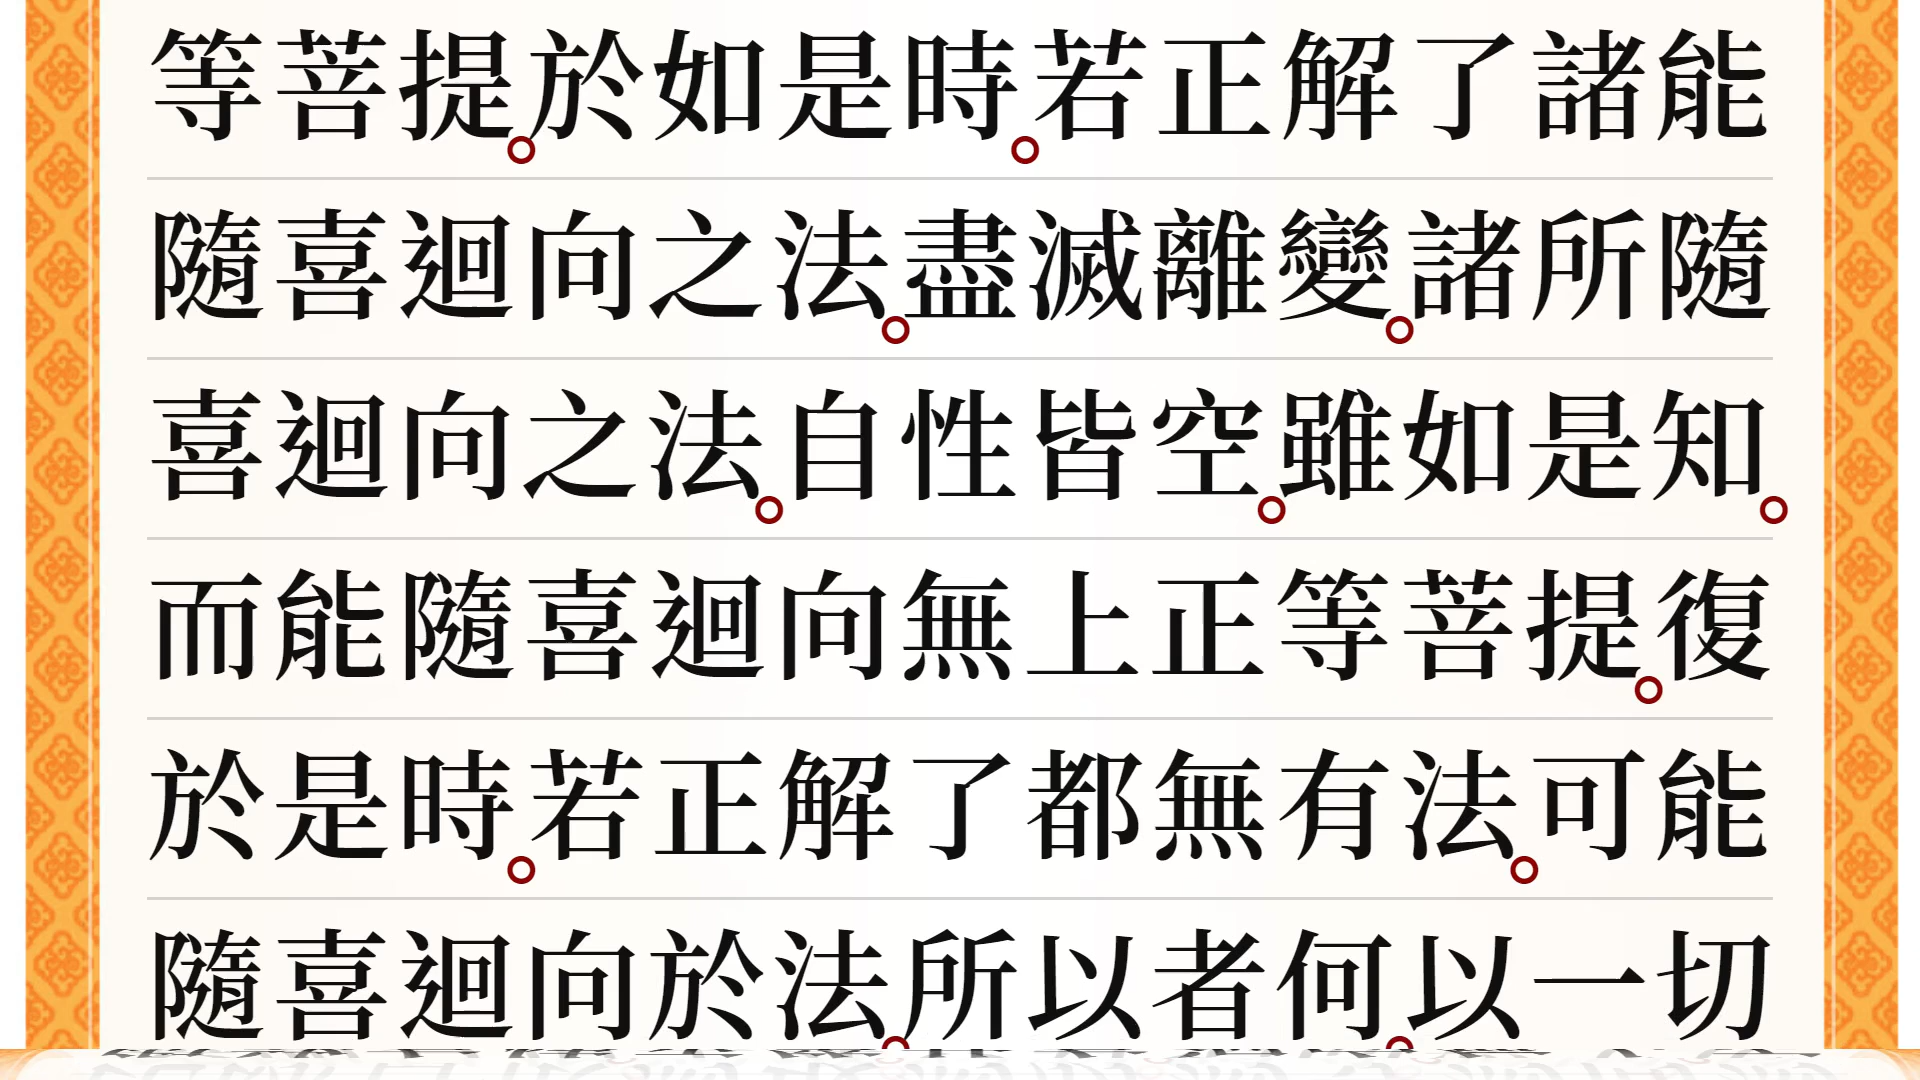 等菩提。於如是時。若正解了諸能
隨喜迴向之法。盡滅離變。諸所隨
喜迴向之法。自性皆空。雖如是知。
而能隨喜迴向無上正等菩提。復
於是時。若正解了都無有法。可能
隨喜迴向於法。所以者何。以一切